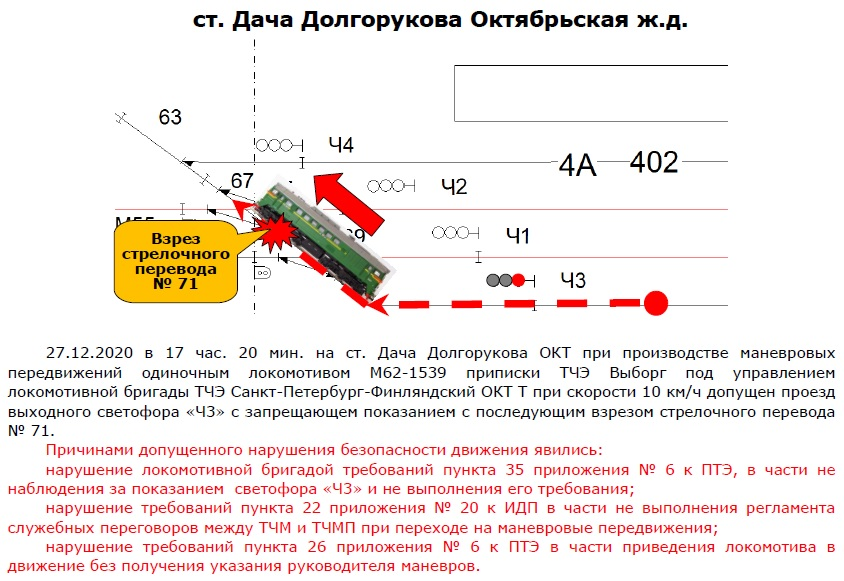 ст. Дача Долгорукова Октябрьская ж.д.
63
Ч4
4А 402
67
Ч2
Ч1
Взрез
стрелочного
перевода
№ 71
Ч3
27.12.2020 в 17 час. 20 мин. на ст. Дача Долгорукова ОКТ при производстве маневровых
передвижений одиночным локомотивом М62-1539 приписки ТЧЭ Выборг под управлением
локомотивной бригады ТЧЭ Санкт-Петербург-Финляндский ОКТ Т при скорости 10 км/ч допущен проезд
выходного светофора «Ч3» с запрещающем показанием с последующим взрезом стрелочного перевода
№ 71.
Причинами допущенного нарушения безопасности движения явились:
нарушение локомотивной бригадой требований пункта 35 приложения № 6 к ПТЭ, в части не
наблюдения за показанием светофора «Ч3» и не выполнения его требования;
нарушение требований пункта 22 приложения № 20 к ИДП в части не выполнения регламента
служебных переговоров между ТЧМ и ТЧМП при переходе на маневровые передвижения;
нарушение требований пункта 26 приложения № 6 к ПТЭ в части приведения локомотива в
движение без получения указания руководителя маневров.